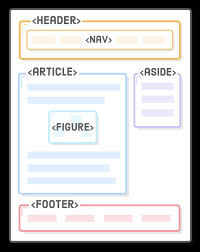 <HEADER>
<NAV>
<ARTICLE>
<ASIDE>
<FIGURE>
<FOOTER>